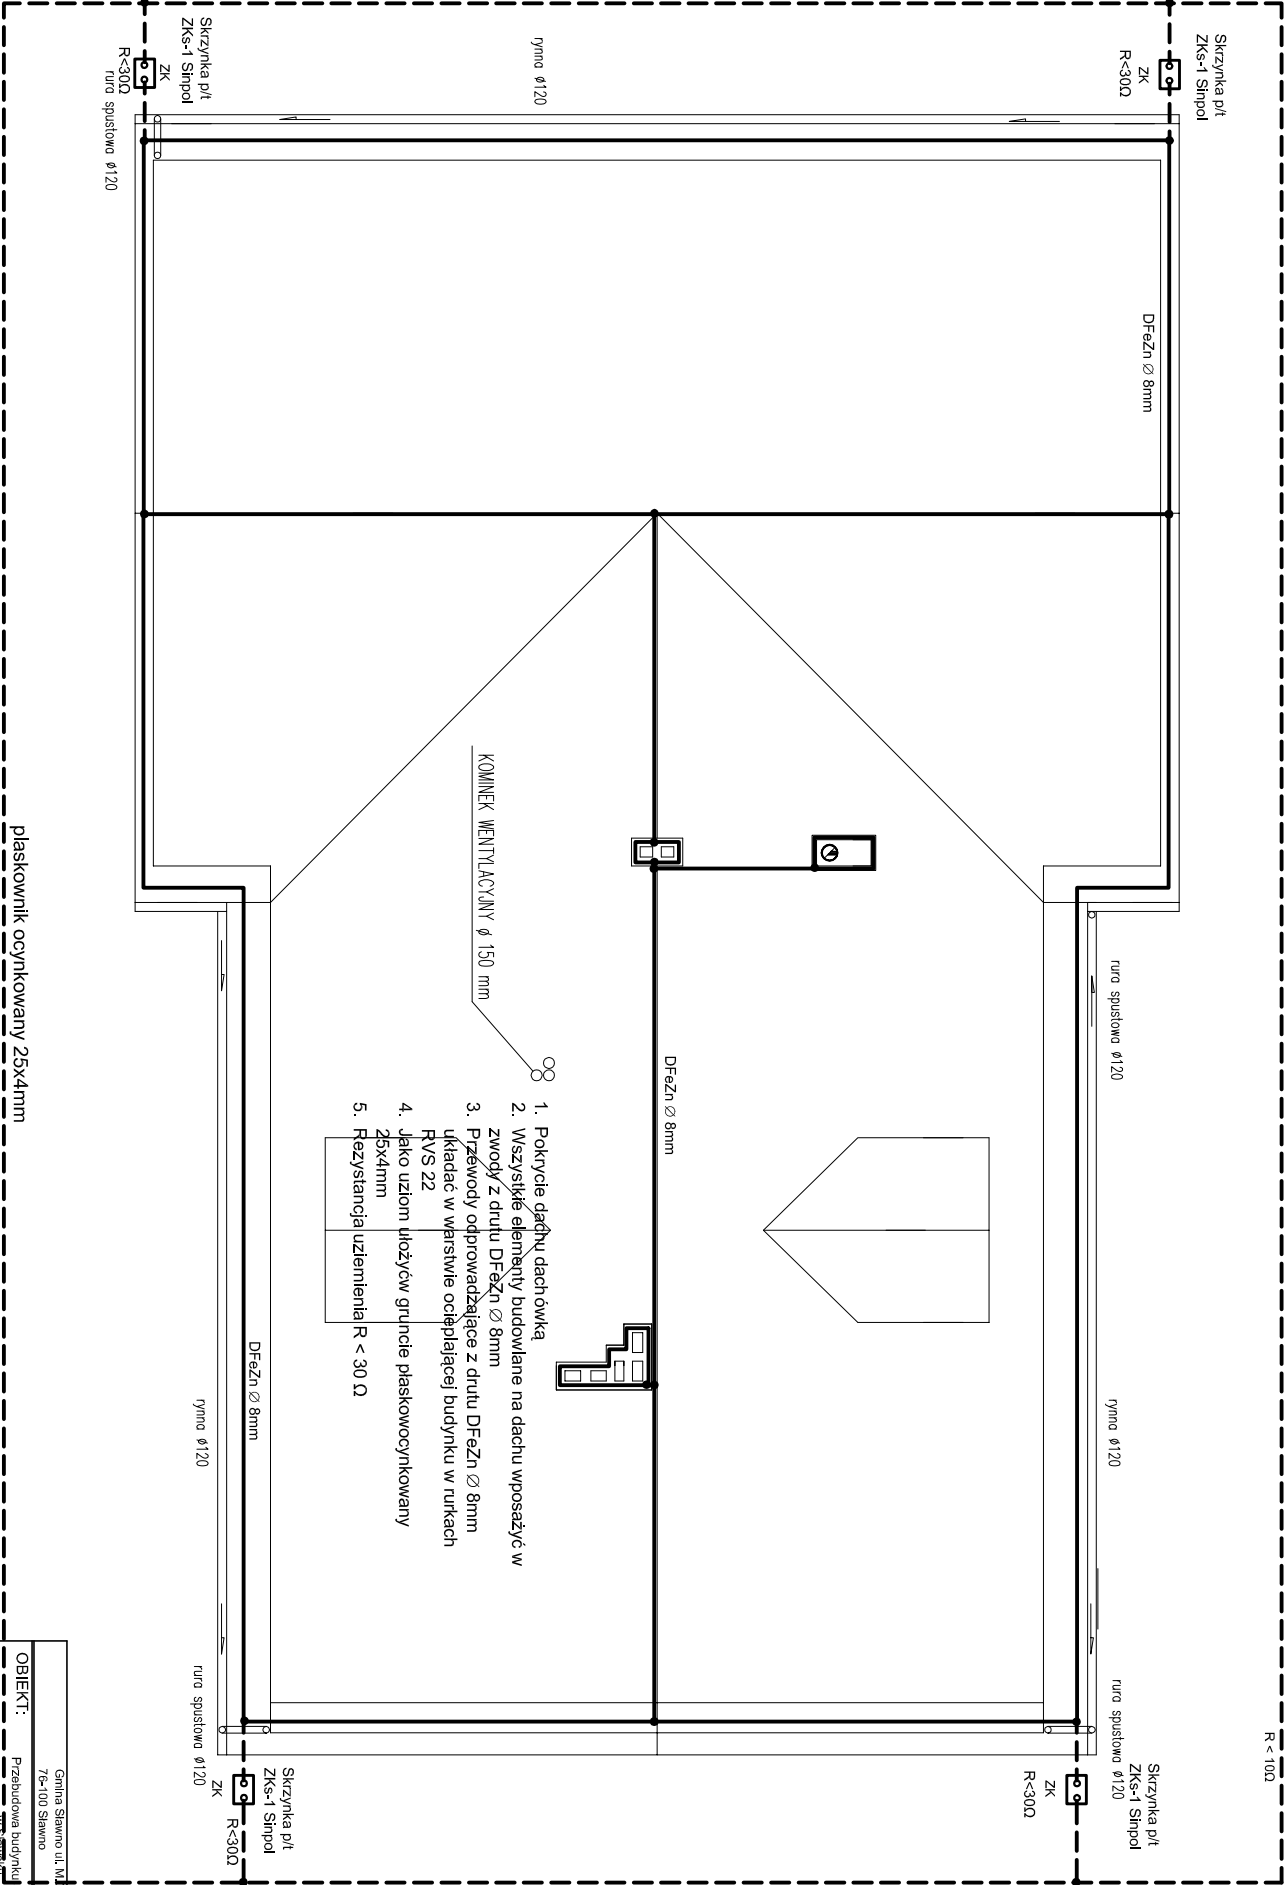 R < 10Ω
Skrzynka p/t
ZKs-1 Sinpol
ZK
R<30Ω
DFeZn ∅ 8mm
rura spustowa ø120
rynna ø120
rura spustowa ø120
Skrzynka p/t
ZKs-1 Sinpol
ZK
R<30Ω
rynna ø120
DFeZn ∅ 8mm
KOMINEK WENTYLACYJNY ø 150 mm
1. Pokrycie dachu dachówką
2. Wszystkie elementy budowlane na dachu wposażyć w
zwody z drutu DFeZn ∅ 8mm
3. Przewody odprowadzające z drutu DFeZn ∅ 8mm
układać w warstwie ocieplającej budynku w rurkach
RVS 22
4. Jako uziom ułożyćw gruncie płaskowocynkowany
25x4mm
5. Rezystancja uziemienia R < 30 Ω
DFeZn ∅ 8mm
Skrzynka p/t
ZKs-1 Sinpol
ZK
R<30Ω
rura spustowa ø120
rynna ø120
rura spustowa ø120
Skrzynka p/t
ZKs-1 Sinpol
ZK
R<30Ω
płaskownik ocynkowany 25x4mm
Gmina Sławno ul. M.
76-100 Sławno
OBIEKT:
Przebudowa budynku